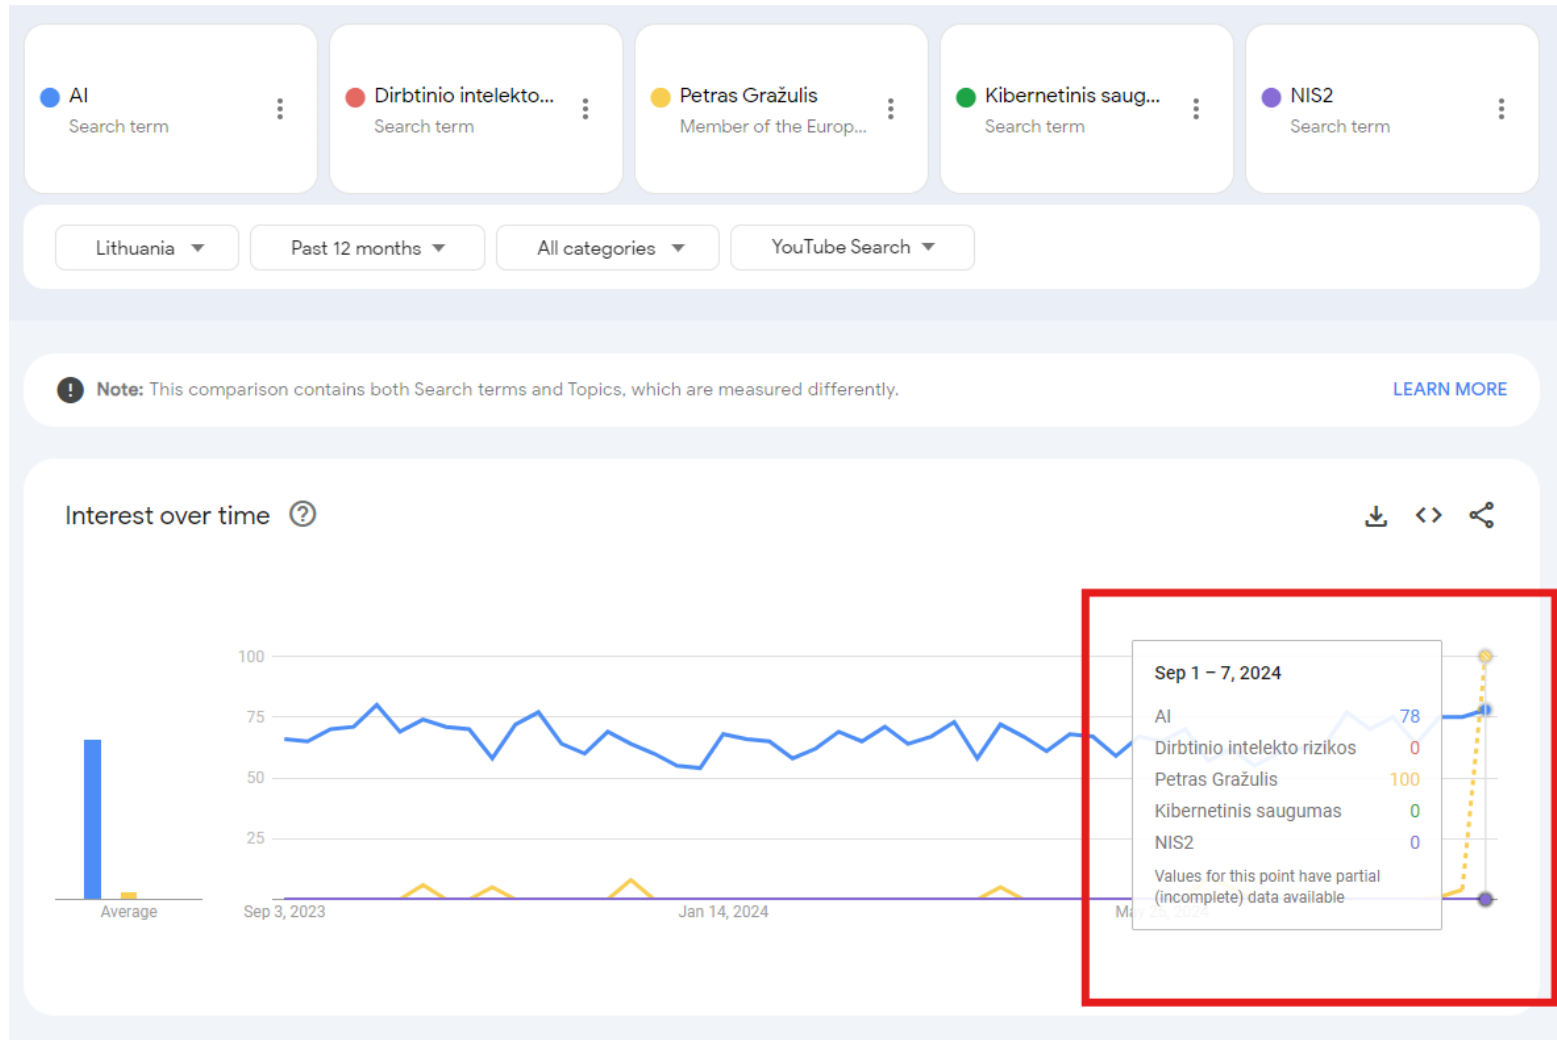 AI
Search term
Dirbtinio intelekto...
Search term
Petras Gražulis
Member of the Europ...
Kibernetinis saug...
Search term
NIS2
Search term
Lithuania
Past 12 months
All categories
YouTube Search
Note: This comparison contains both Search terms and Topics, which are measured differently.
LEARN MORE
Interest over time
100
75
50
25
Average
Sep 3, 2023
Jan 14, 2024
May 26, 2024
Sep 1 – 7, 2024
AI 78
Dirbtinio intelekto rizikos 0
Petras Gražulis 100
Kibernetinis saugumas 0
NIS2 0
Values for this point have partial
(incomplete) data available